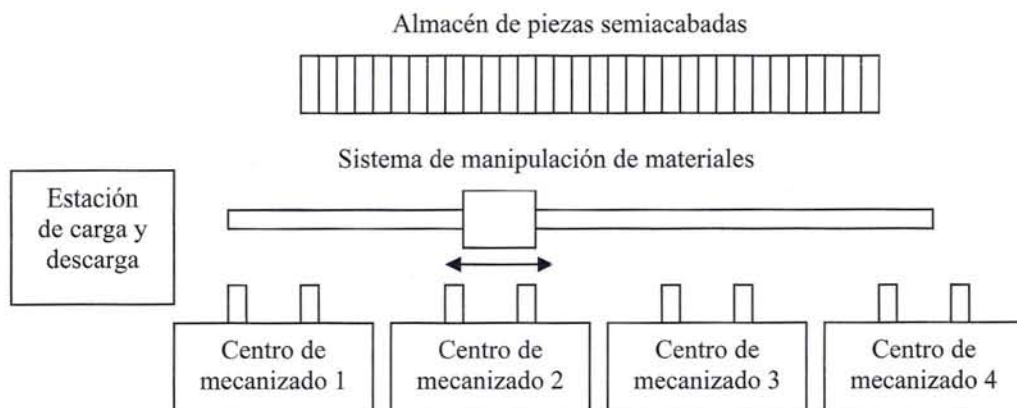 Almacén de piezas semiacabadas
Sistema de manipulación de materiales
Estación
de carga y
descarga
Centro de
mecanizado 1
Centro de
mecanizado 2
Centro de
mecanizado 3
Centro de
mecanizado 4